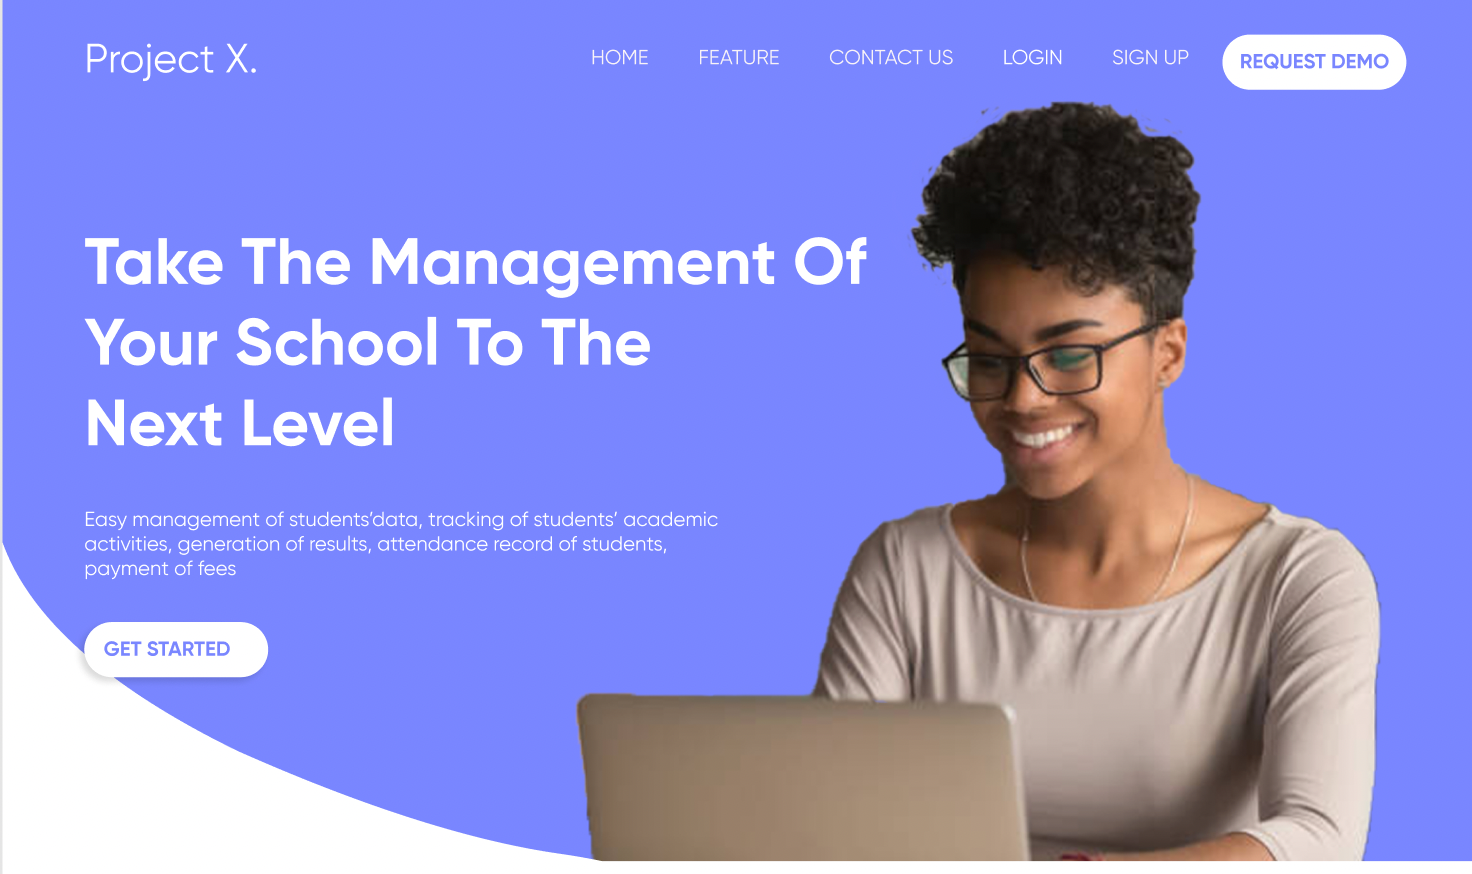 Project X.
HOME FEATURE CONTACT US LOGIN SIGN UP REQUEST DEMO
Take The Management Of
Your School To The
Next Level
Easy management of students’data, tracking of students’ academic
activities, generation of results, attendance record of students,
payment of fees
GET STARTED